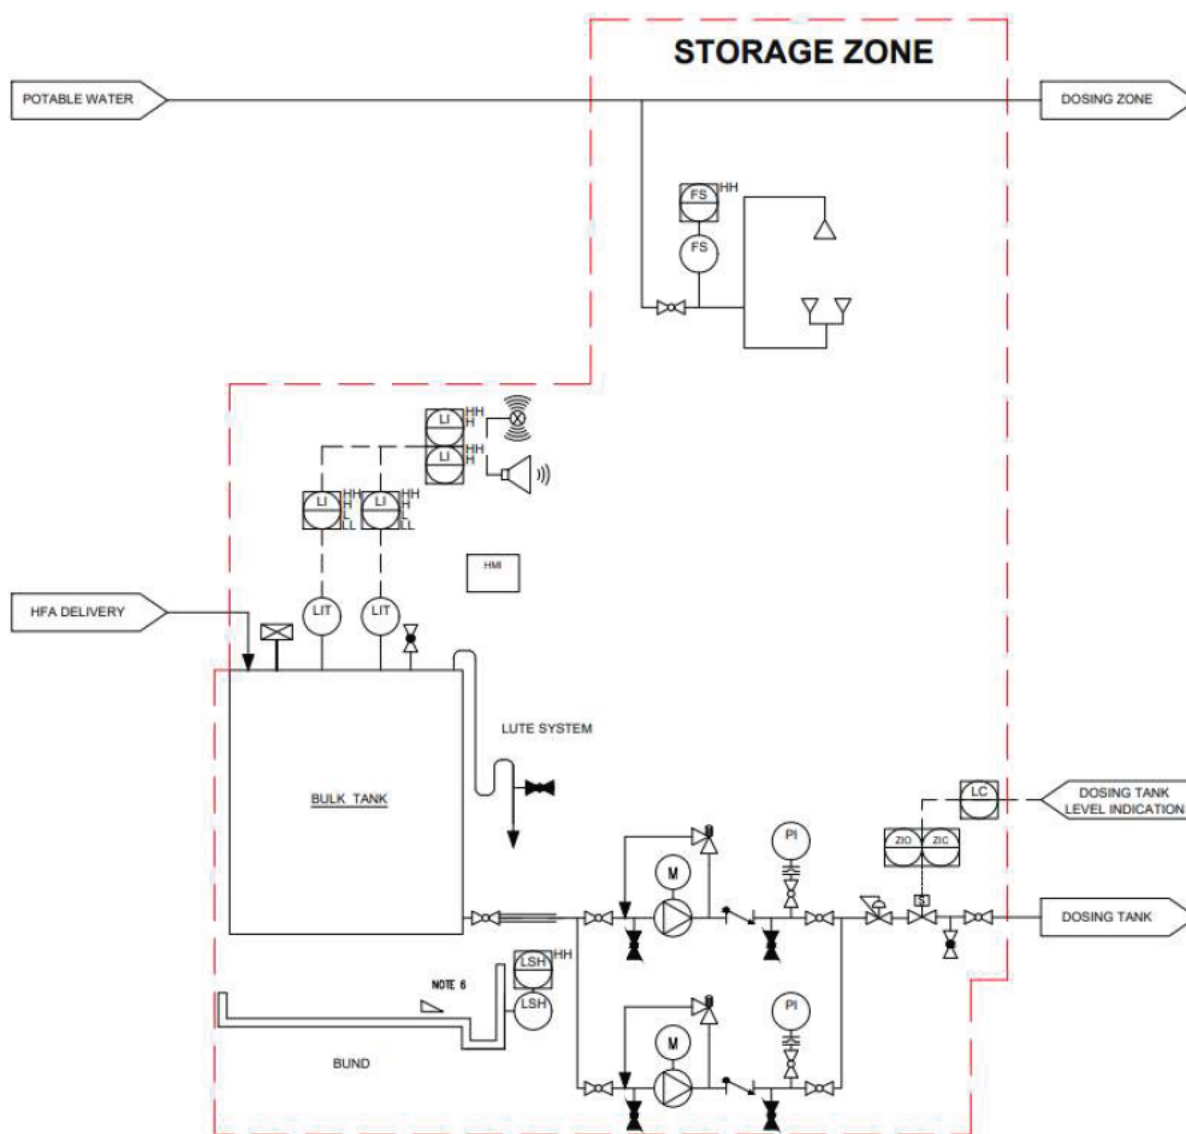 STORAGE ZONE
POTABLE WATER
DOSING ZONE
FS
HH
FS
LI
HH
H
LI
HH
H
LI
HH
H
L
LL
LI
HH
H
L
LL
HMI
HFA DELIVERY
LIT
LIT
LUTE SYSTEM
BULK TANK
LC
DOSING TANK
LEVEL INDICATION
PI
ZIO
ZIC
M
S
DOSING TANK
LSH
HH
NOTE 6
LSH
PI
M
BUND